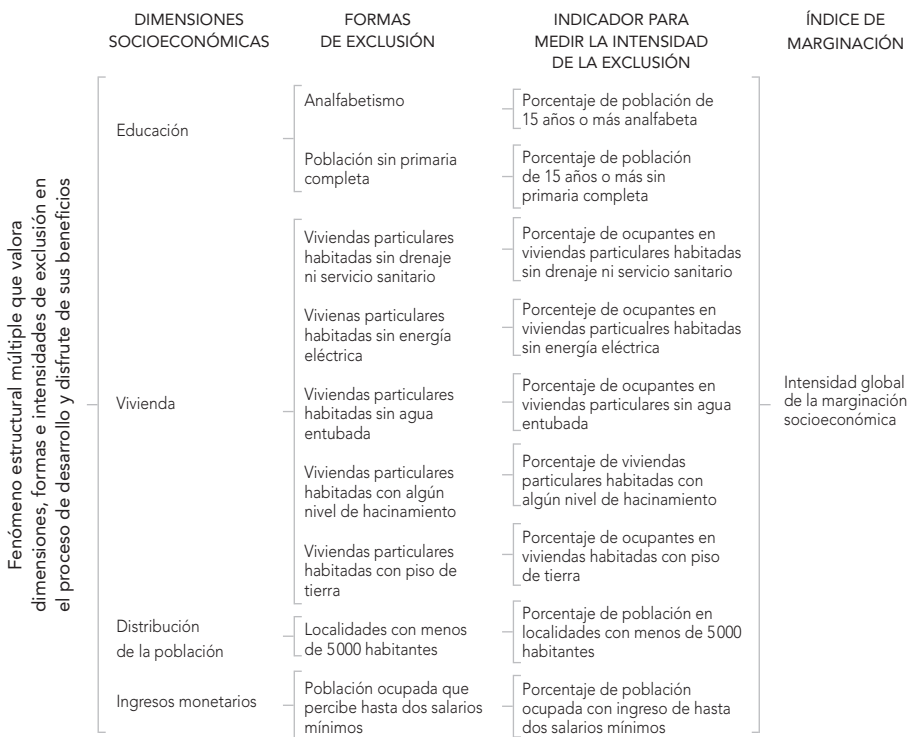 DIMENSIONES
SOCIOECONÓMICAS
FORMAS
DE EXCLUSIÓN
INDICADOR PARA
MEDIR LA INTENSIDAD
DE LA EXCLUSIÓN
ÍNDICE DE
MARGINACIÓN
Fenómeno estructural múltiple que valora
dimensiones, formas e intensidades de exclusión en
el proceso de desarrollo y disfrute de sus beneficios
Educación
Analfabetismo
Porcentaje de población de
15 años o más analfabeta
Población sin primaria
completa
Porcentaje de población
de 15 años o más sin
primaria completa
Vivienda
Viviendas particulares
habitadas sin drenaje
ni servicio sanitario
Porcentaje de ocupantes en
viviendas particulares habitadas
sin drenaje ni servicio sanitario
Vivienas particulares
habitadas sin energía
eléctrica
Porcenteje de ocupantes en
viviendas particualres habitadas
sin energía eléctrica
Viviendas particulares
habitadas sin agua
entubada
Porcentaje de ocupantes en
viviendas particulares sin agua
entubada
Viviendas particulares
habitadas con algún
nivel de hacinamiento
Porcentaje de viviendas
particulares habitadas con
algún nivel de hacinamiento
Viviendas particulares
habitadas con piso de
tierra
Porcentaje de ocupantes en
viviendas habitadas con piso
de tierra
Distribución
de la población
Localidades con menos
de 5 000 habitantes
Porcentaje de población en
localidades con menos de 5 000
habitantes
Ingresos monetarios
Población ocupada que
percibe hasta dos salarios
mínimos
Porcentaje de población
ocupada con ingreso de hasta
dos salarios mínimos
Intensidad global
de la marginación
socioeconómica